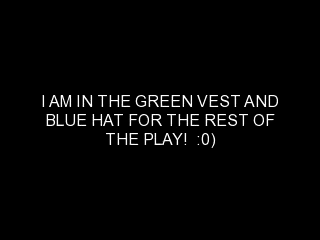 I AM IN THE GREEN VEST AND
BLUE HAT FOR THE REST OF
THE PLAY!  :0)